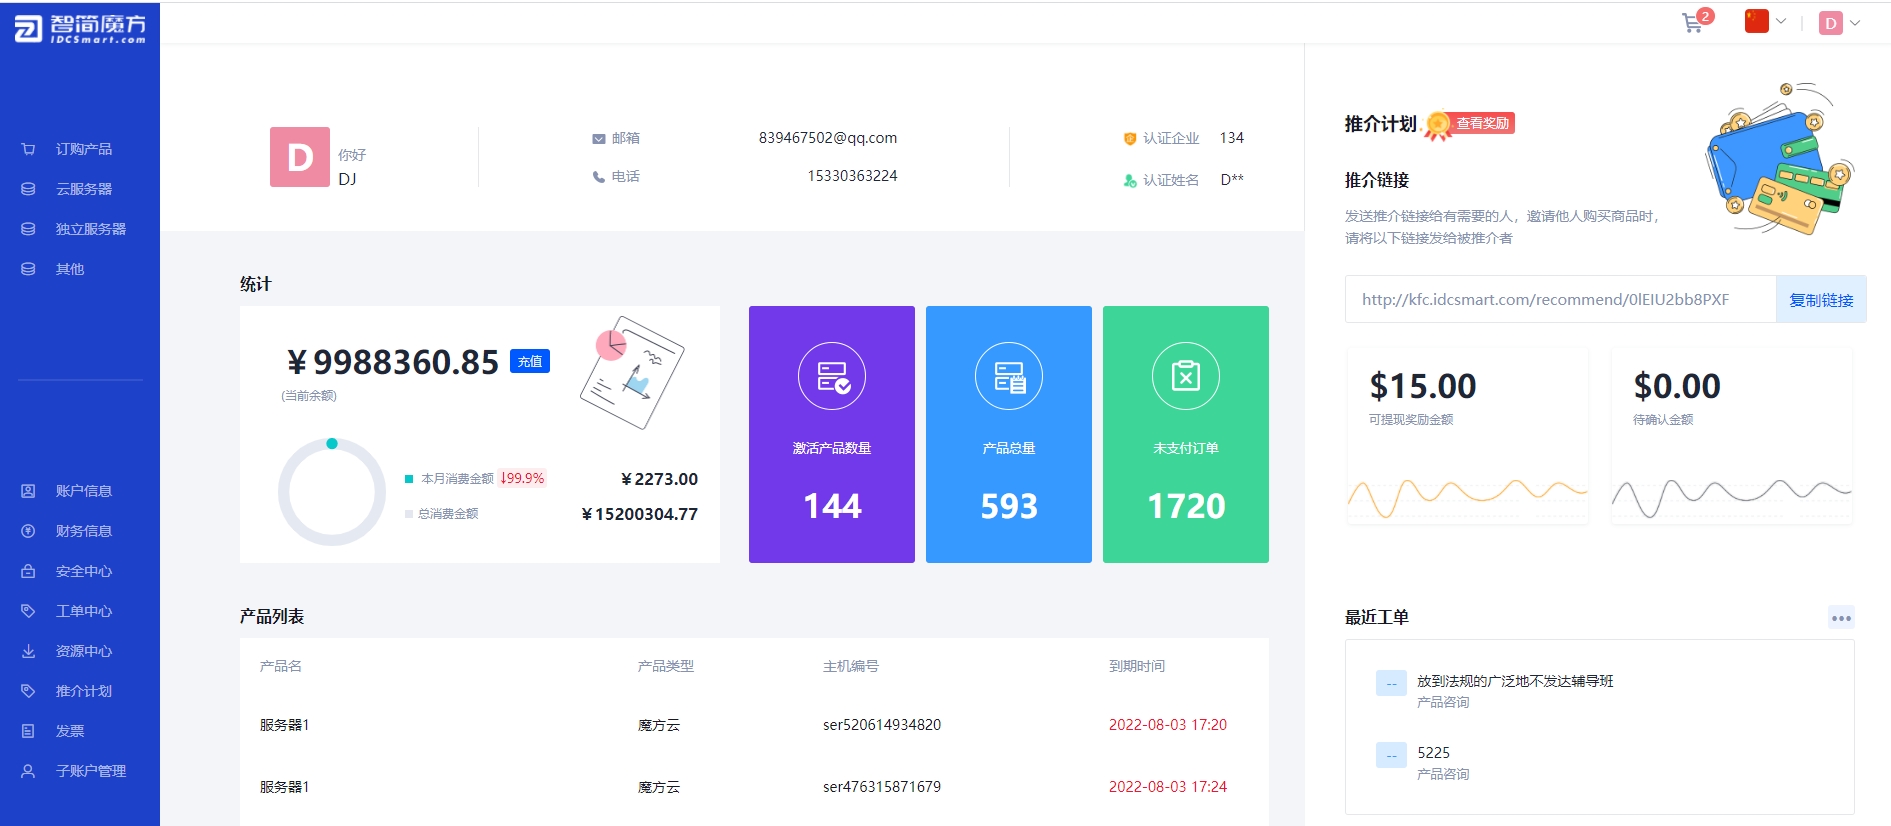 智简魔方
IDCSmart.com
订购产品
云服务器
独立服务器
其他
账户信息
财务信息
安全中心
工单中心
资源中心
推介计划
发票
子账户管理
2
D
D
你好
DJ
邮箱 839467502@qq.com
电话 15330363224
认证企业 134
认证姓名 D**
统计
¥9988360.85 充值
(当前余额)
本月消费金额 ↓99.9% ¥2273.00
总消费金额 ¥15200304.77
激活产品数量
144
产品总量
593
未支付订单
1720
产品列表
产品名 产品类型 主机编号 到期时间
服务器1 魔方云 ser520614934820 2022-08-03 17:20
服务器1 魔方云 ser476315871679 2022-08-03 17:24
推介计划 查看奖励
推介链接
发送推介链接给有需要的人，邀请他人购买商品时，
请将以下链接发给被推介者
http://kfc.idcsmart.com/recommend/0lEIU2bb8PXF 复制链接
$15.00
可提现奖励金额
$0.00
待确认金额
最近工单
-- 放到法规的广泛地不发达辅导班
产品咨询
-- 5225
产品咨询